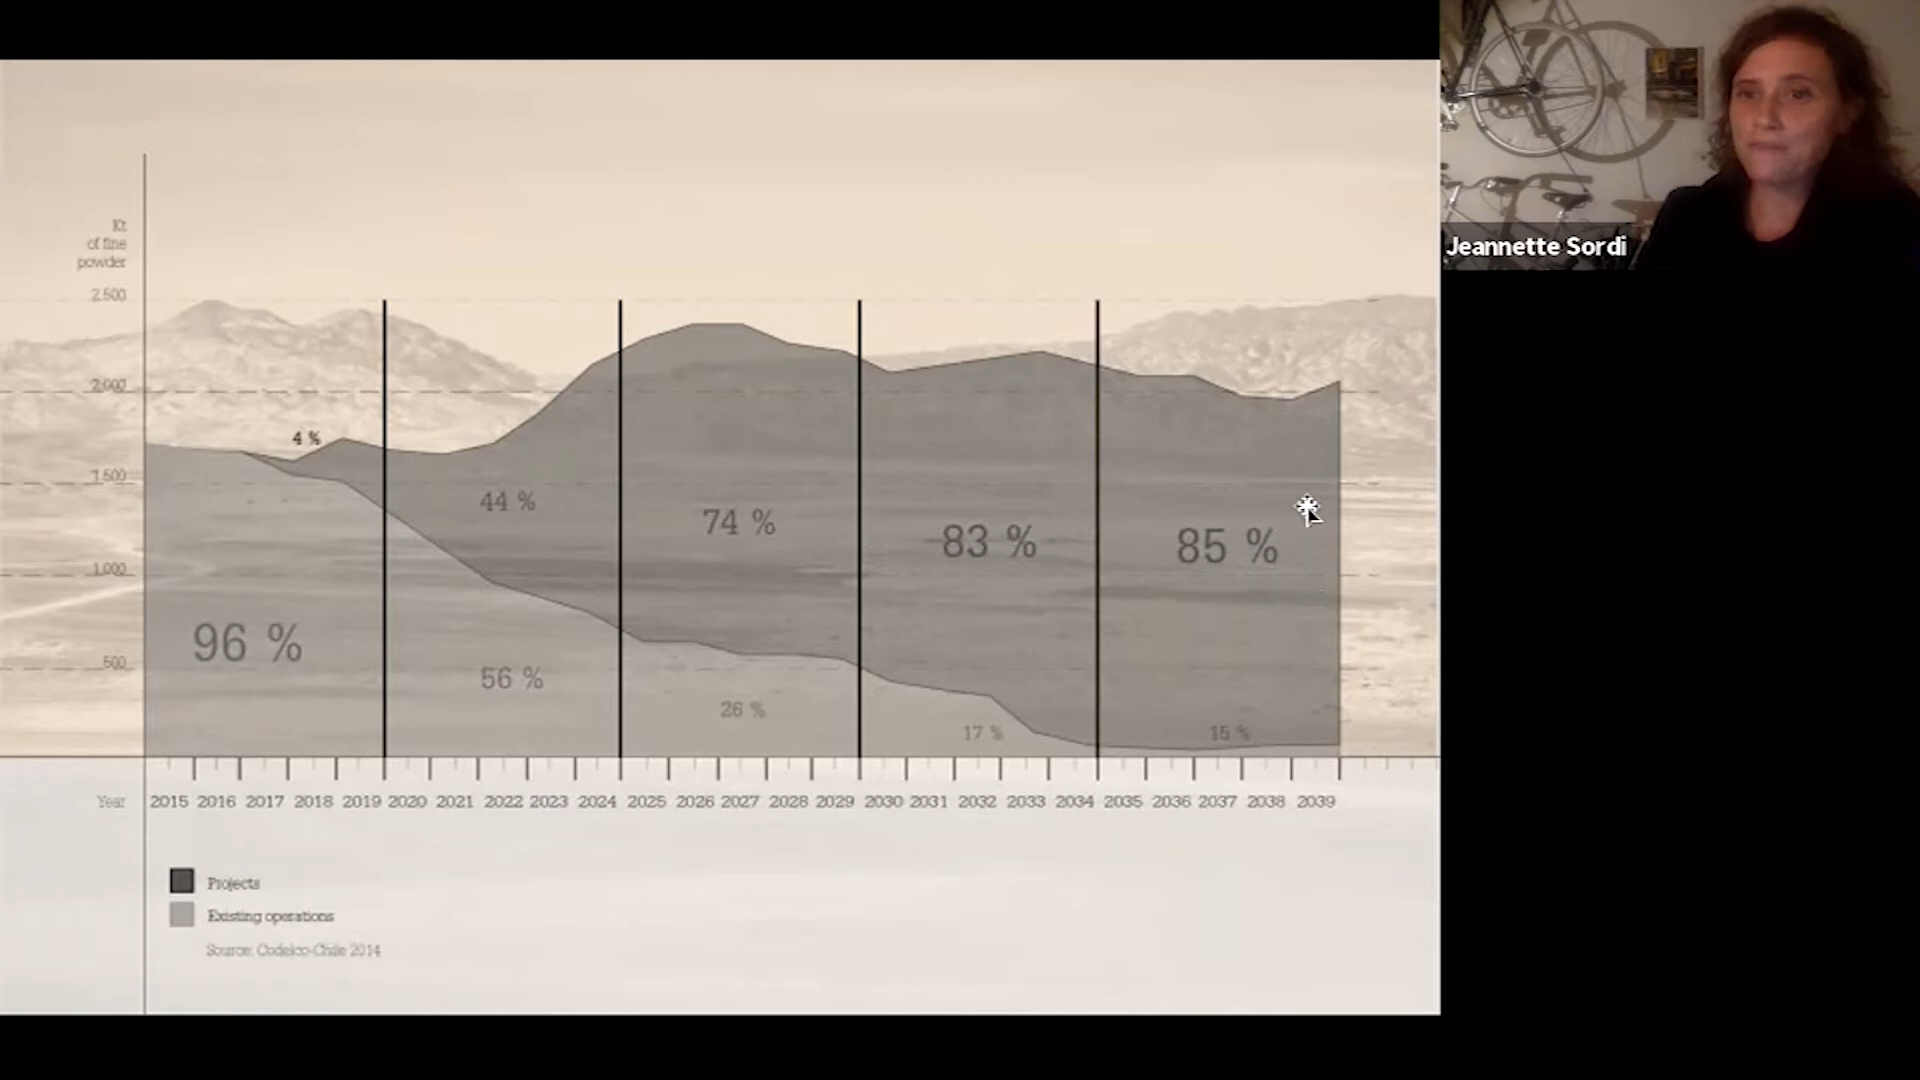 Kt
of fine
powder
2.500
2.000
1.500
1.000
500
4 %
44 %
74 %
83 %
85 %
96 %
56 %
26 %
17 %
15 %
Year 2015 2016 2017 2018 2019 2020 2021 2022 2023 2024 2025 2026 2027 2028 2029 2030 2031 2032 2033 2034 2035 2036 2037 2038 2039
Projects
Existing operations
Source: Codelco-Chile 2014
Jeannette Sordi